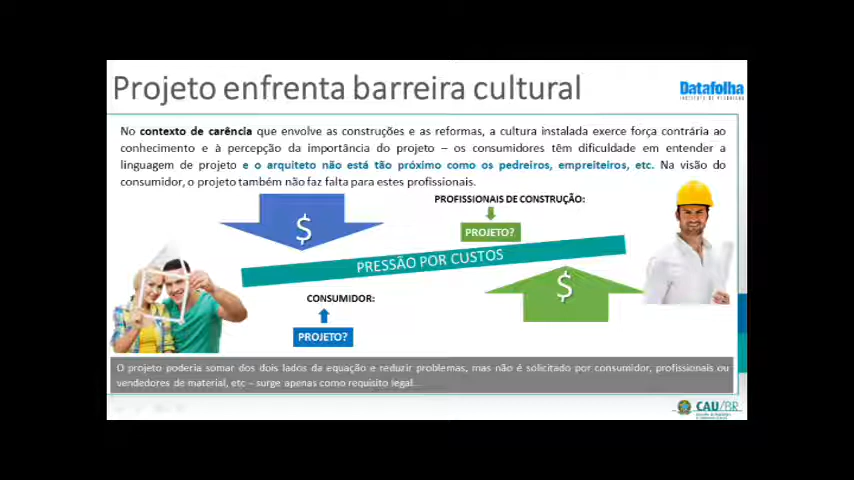 Projeto enfrenta barreira cultural
Datafolha
INSTITUTO DE PESQUISAS
No contexto de carência que envolve as construções e as reformas, a cultura instalada exerce força contrária ao
conhecimento e à percepção da importância do projeto – os consumidores têm dificuldade em entender a
linguagem de projeto e o arquiteto não está tão próximo como os pedreiros, empreiteiros, etc. Na visão do
consumidor, o projeto também não faz falta para estes profissionais.
PROFISSIONAIS DE CONSTRUÇÃO:
$
PROJETO?
PRESSÃO POR CUSTOS
$
CONSUMIDOR:
PROJETO?
O projeto poderia somar dos dois lados da equação e reduzir problemas, mas não é solicitado por consumidor, profissionais ou
vendedores de material, etc – surge apenas como requisito legal...
CAU/BR